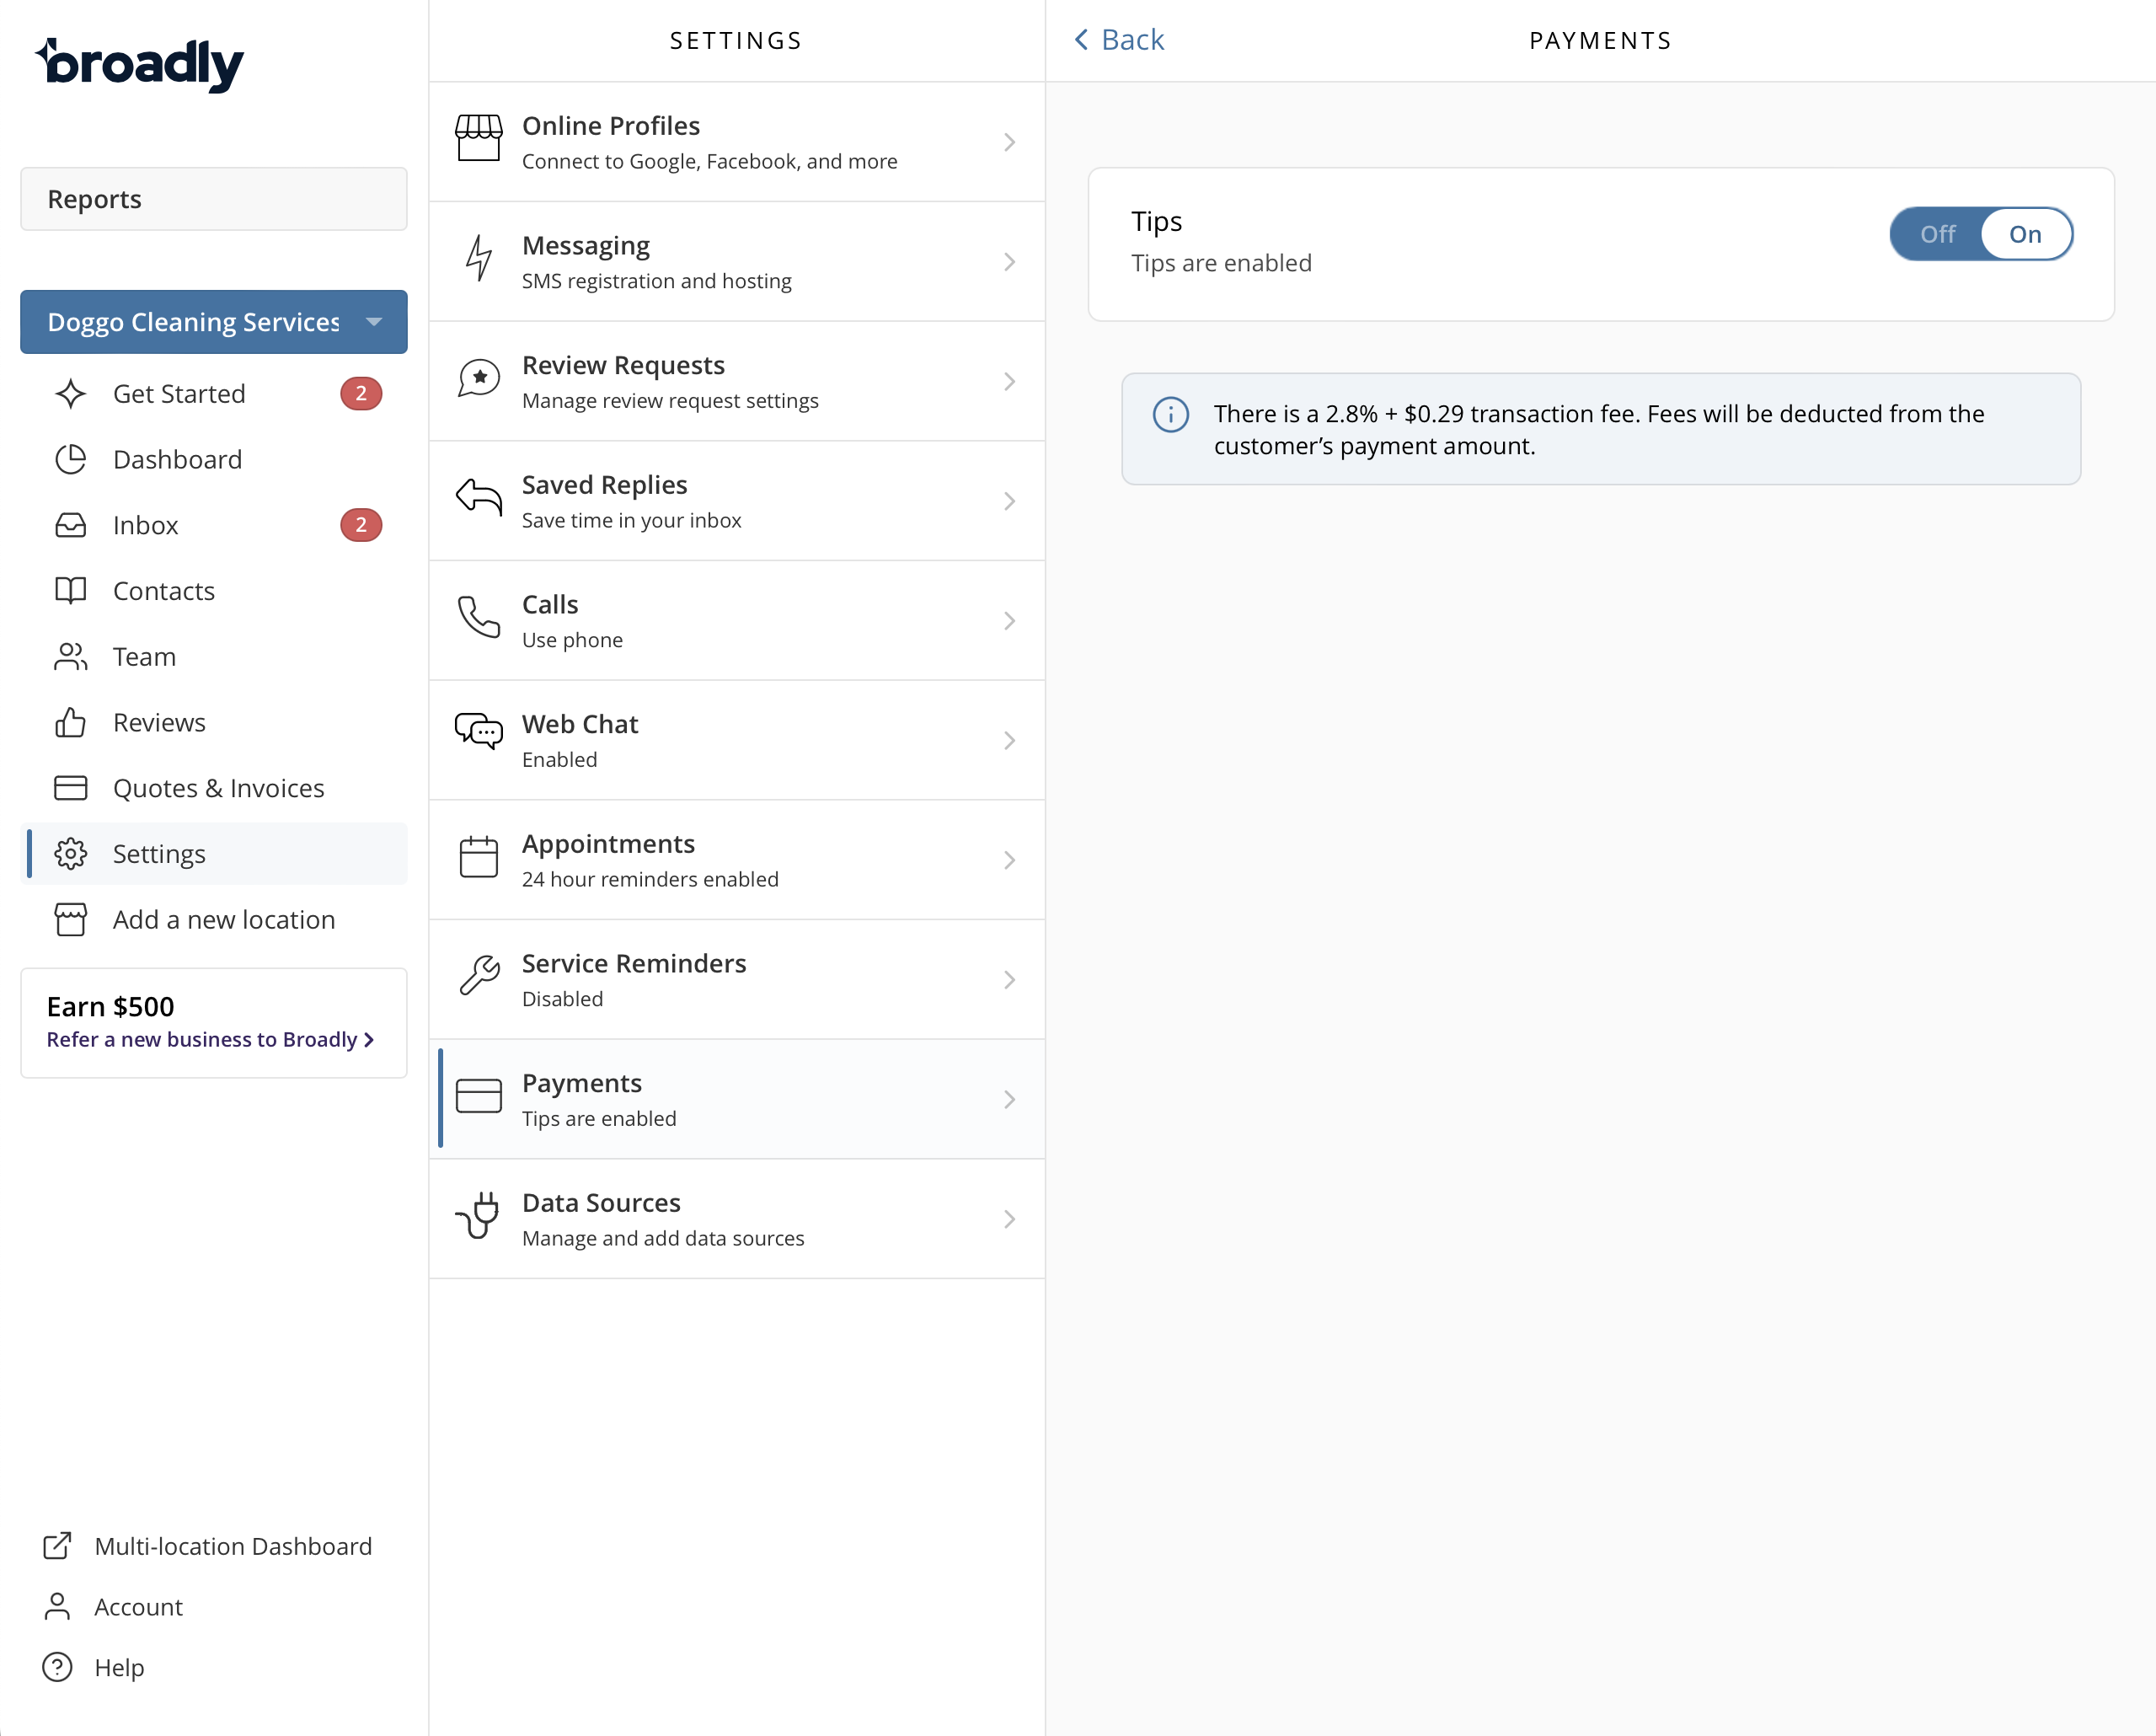 broadly
Reports
Doggo Cleaning Services
Get Started 2
Dashboard
Inbox 2
Contacts
Team
Reviews
Quotes & Invoices
Settings
Add a new location
Earn $500
Refer a new business to Broadly
Multi-location Dashboard
Account
Help
SETTINGS
Online Profiles
Connect to Google, Facebook, and more
Messaging
SMS registration and hosting
Review Requests
Manage review request settings
Saved Replies
Save time in your inbox
Calls
Use phone
Web Chat
Enabled
Appointments
24 hour reminders enabled
Service Reminders
Disabled
Payments
Tips are enabled
Data Sources
Manage and add data sources
Back
PAYMENTS
Tips
Tips are enabled
Off On
There is a 2.8% + $0.29 transaction fee. Fees will be deducted from the
customer’s payment amount.